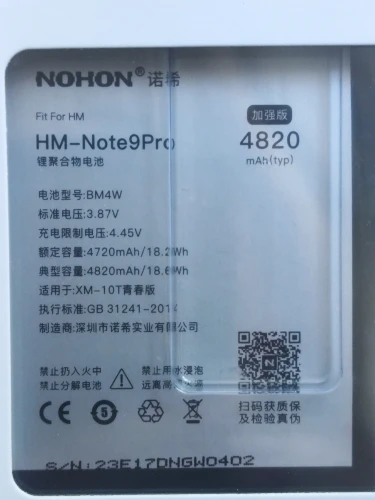 NOHON® 诺希
Fit For HM
加强版
HM-Note9Pro
4820
锂聚合物电池
mAh(typ)
电池型号:BM4W
标准电压:3.87V
充电限制电压:4.45V
额定容量:4720mAh/18.2Wh
典型容量:4820mAh/18.6Wh
适用于:XM-10T青春版
执行标准:GB 31241-2014
制造商:深圳市诺希实业有限公司
禁止扔入火中
禁止用水浸泡
禁止分解电池
远离高温热源
扫码获质保
及检验真伪
5
S/N:23E17DNGW0402